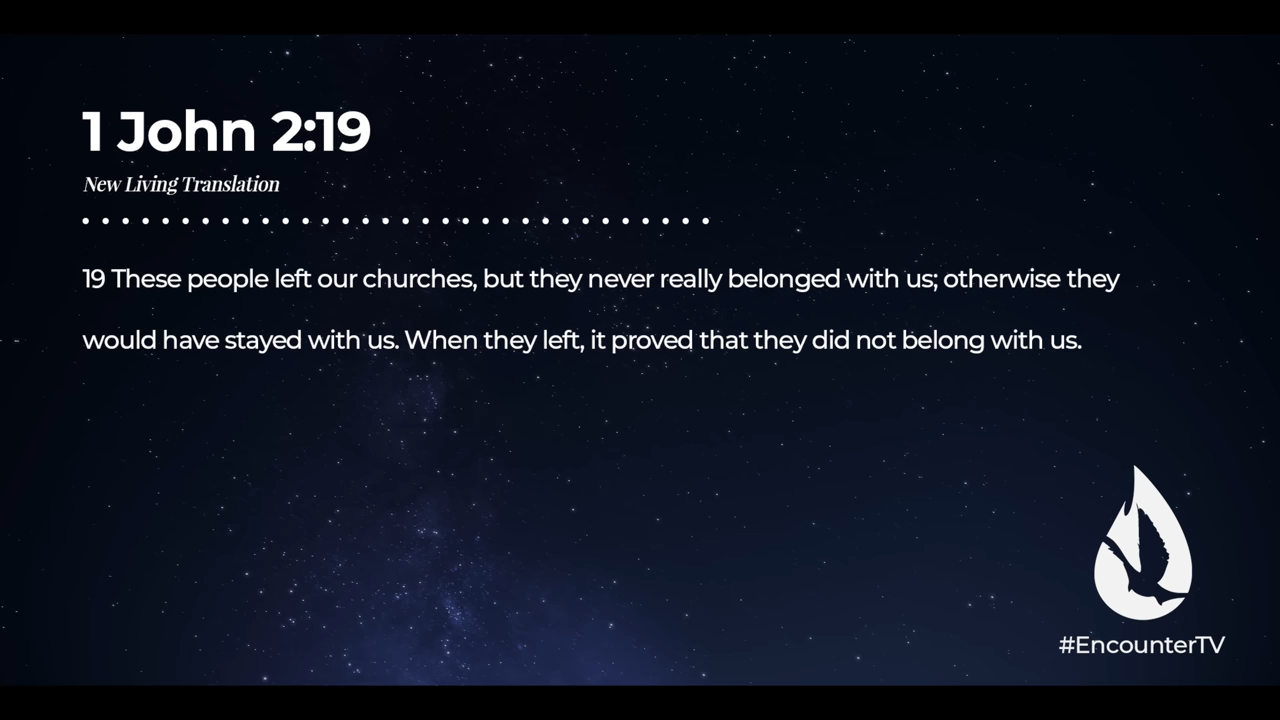 1 John 2:19
New Living Translation
19 These people left our churches, but they never really belonged with us; otherwise they
would have stayed with us. When they left, it proved that they did not belong with us.
#EncounterTV